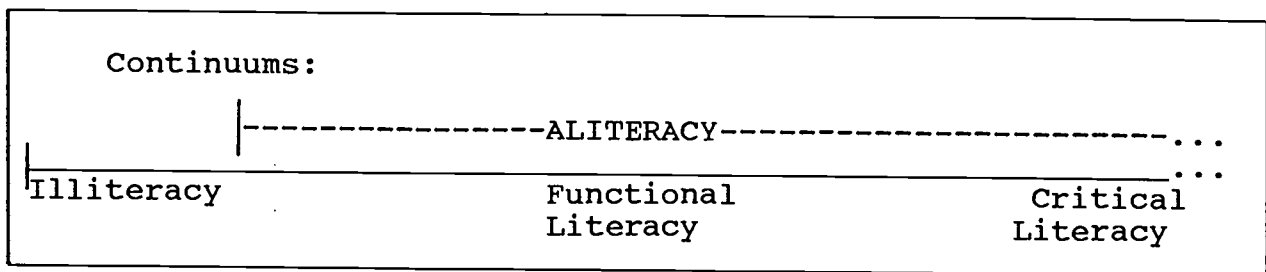 Continuums:
|----------------ALITERACY------------------------...
...
Illiteracy Functional Critical
Literacy Literacy